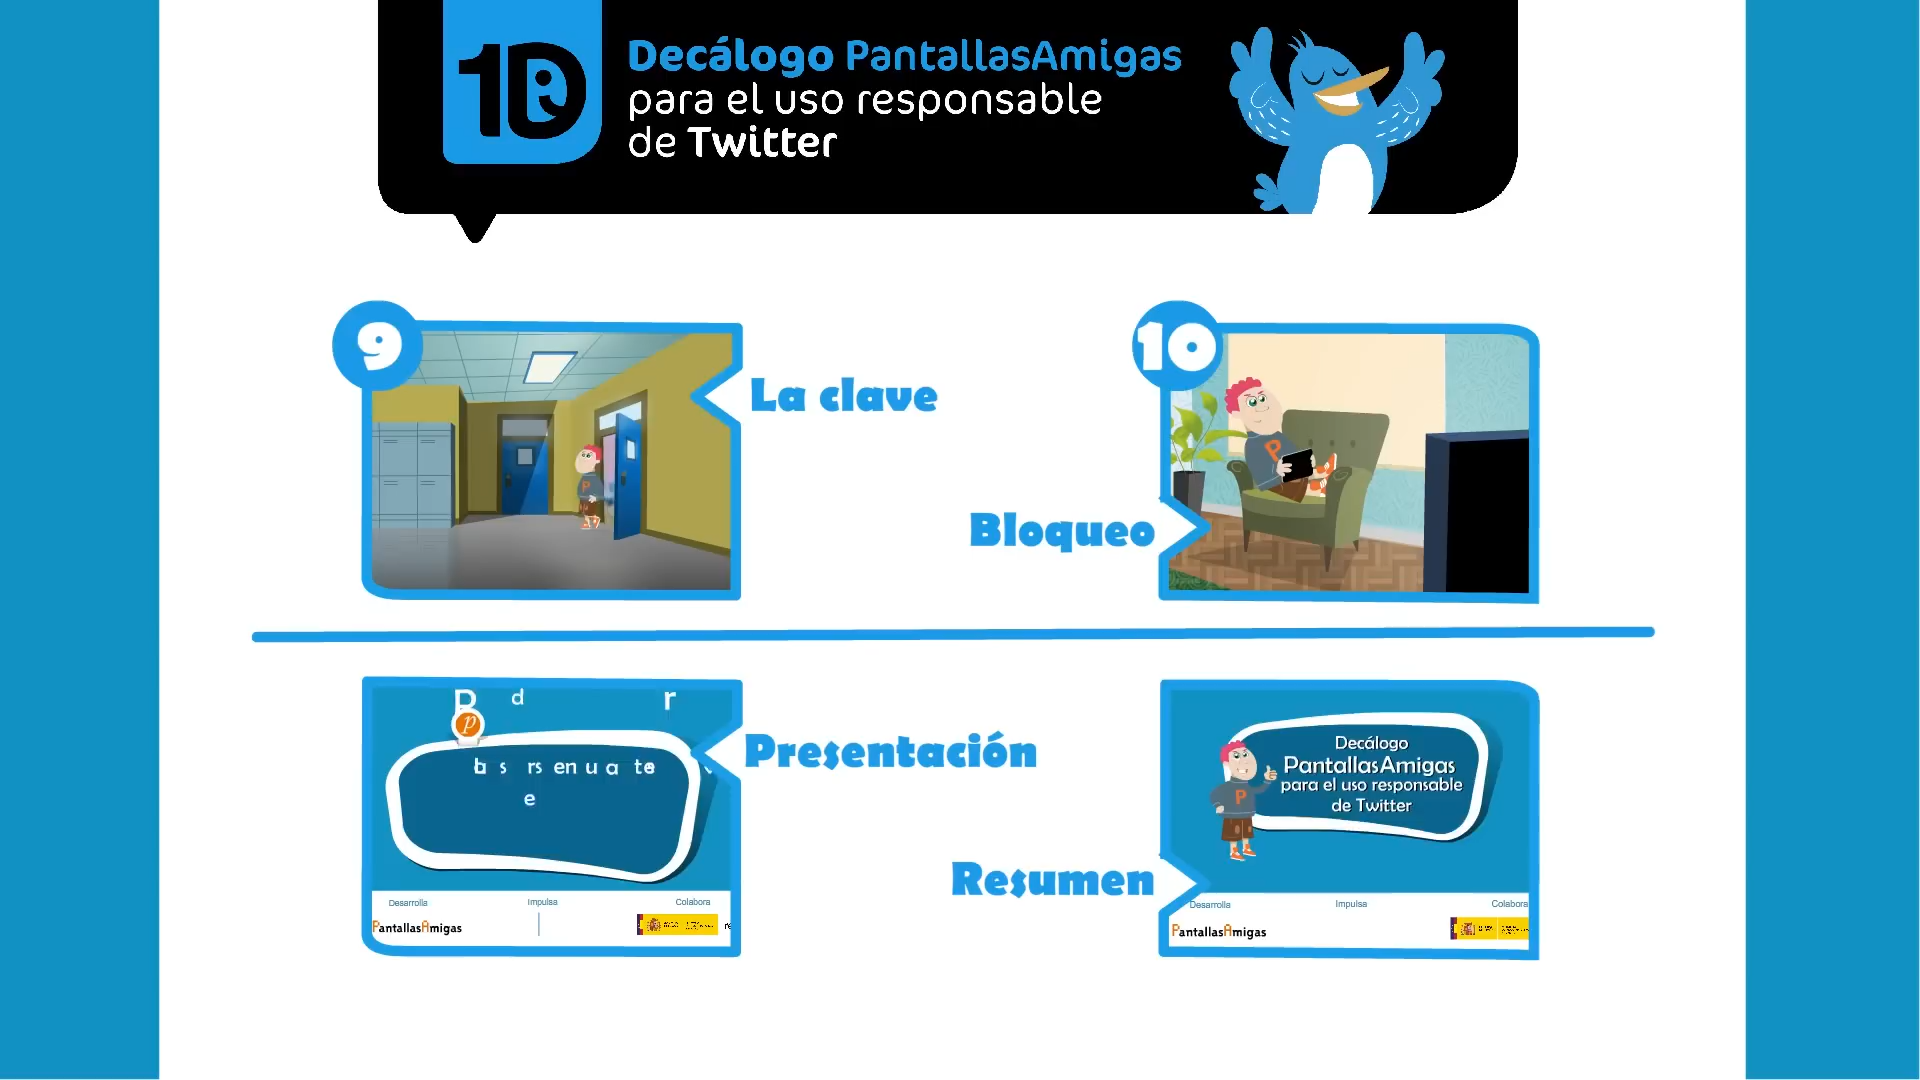 1D
Decálogo PantallasAmigas
para el uso responsable
de Twitter
9
La clave
P
10
P
Bloqueo
P d r
p
e
Presentación
Desarrolla Impulsa Colabora
PantallasAmigas
Decálogo
PantallasAmigas
para el uso responsable
de Twitter
P
Resumen
Desarrolla Impulsa Colabora
PantallasAmigas